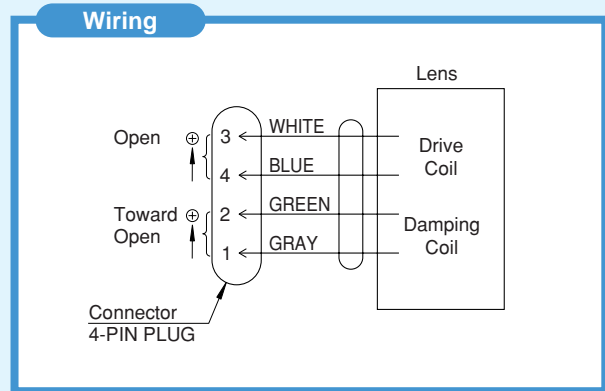 Wiring
Lens
Open ⊕ 3 WHITE
Drive
Coil
4 BLUE
Toward
Open ⊕ 2 GREEN
Damping
Coil
1 GRAY
Connector
4-PIN PLUG